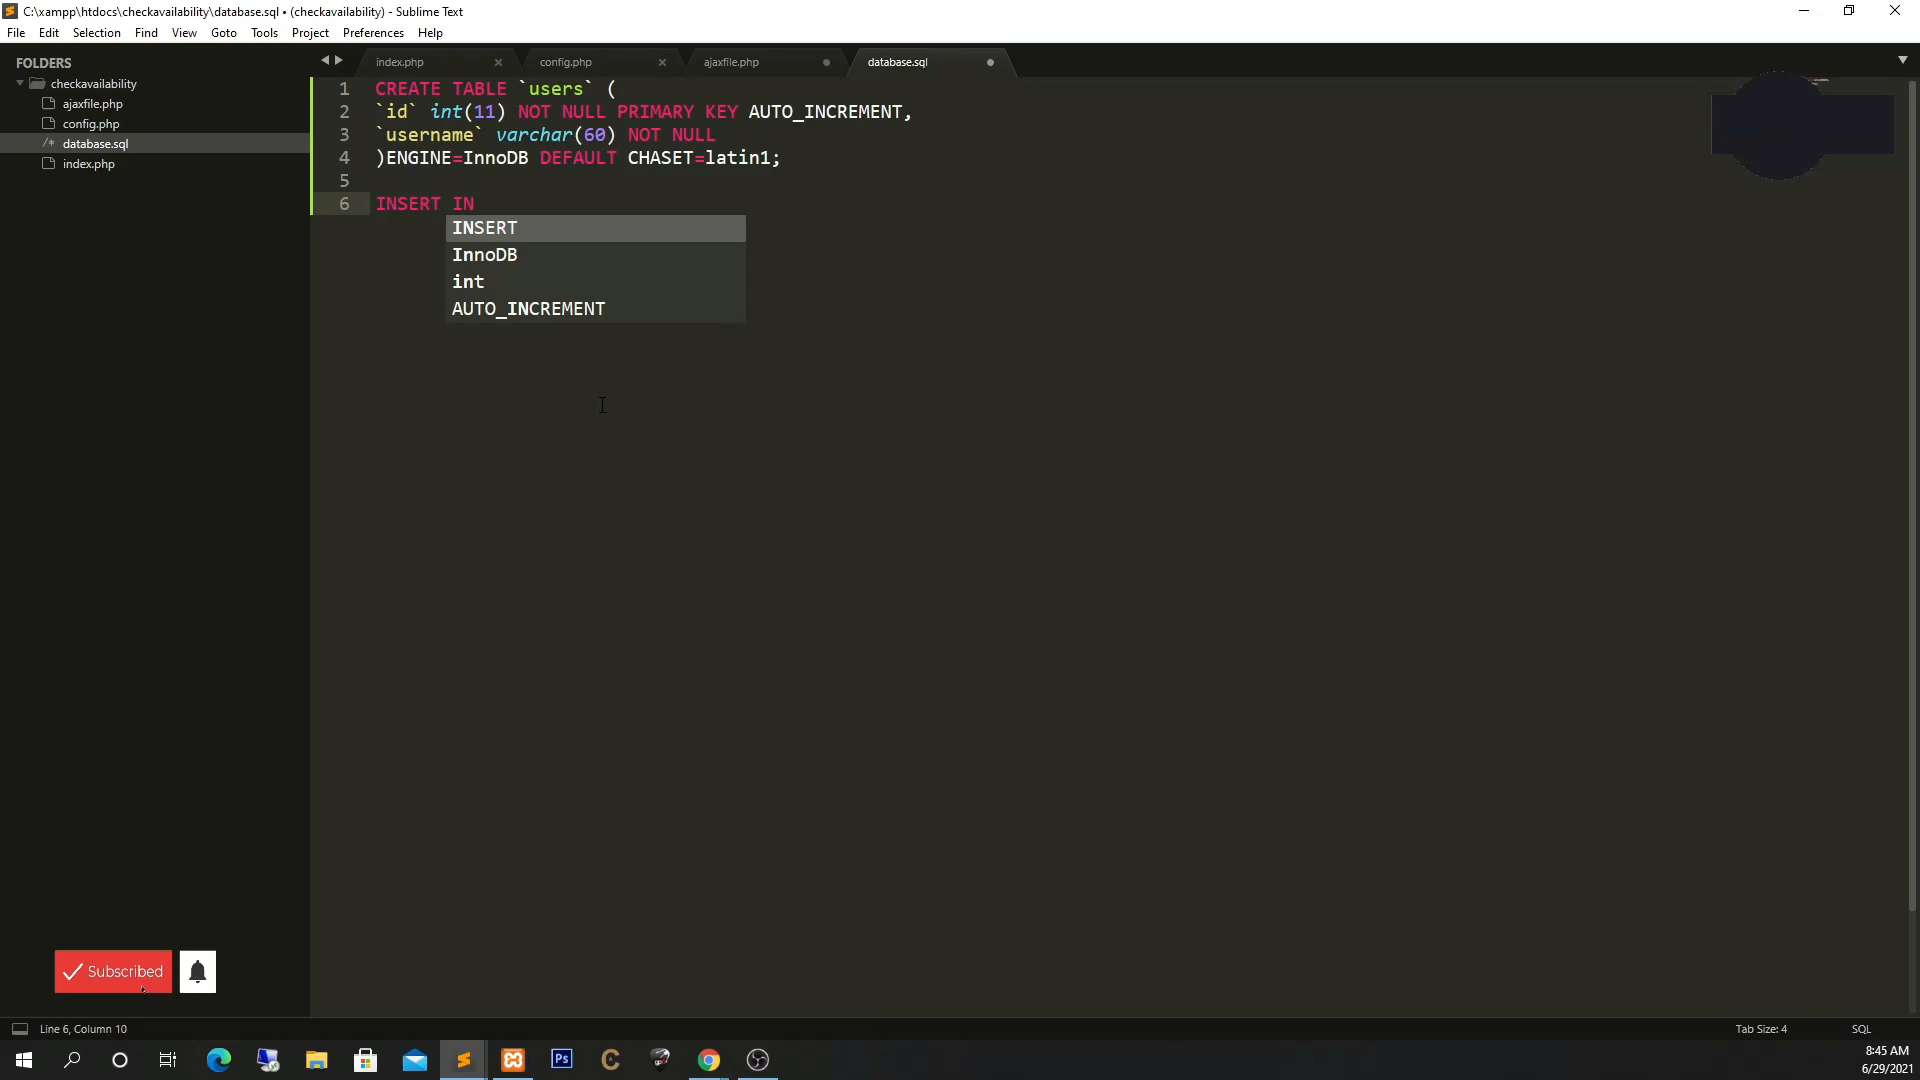 C:\xampp\htdocs\checkavailability\database.sql • (checkavailability) - Sublime Text
File Edit Selection Find View Goto Tools Project Preferences Help
FOLDERS
checkavailability
ajaxfile.php
config.php
/* database.sql
index.php
index.php config.php ajaxfile.php database.sql
1 CREATE TABLE `users` (
2 `id` int(11) NOT NULL PRIMARY KEY AUTO_INCREMENT,
3 `username` varchar(60) NOT NULL
4 )ENGINE=InnoDB DEFAULT CHASET=latin1;
5
6 INSERT IN
INSERT
InnoDB
int
AUTO_INCREMENT
Subscribed
Line 6, Column 10
Tab Size: 4
SQL
Ps
8:45 AM
6/29/2021